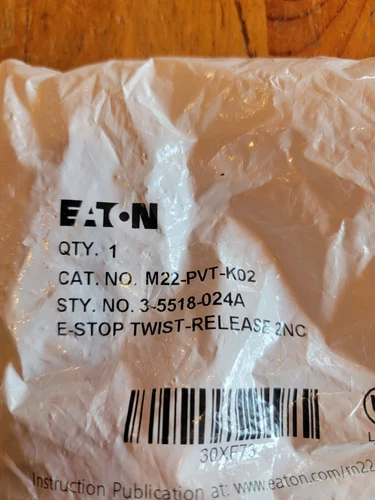 EATON
QTY. 1
CAT. NO. M22-PVT-K02
STY. NO. 3-5518-024A
E-STOP TWIST-RELEASE 2NC
30XF73
Instruction Publication at: www.eaton.com/m22